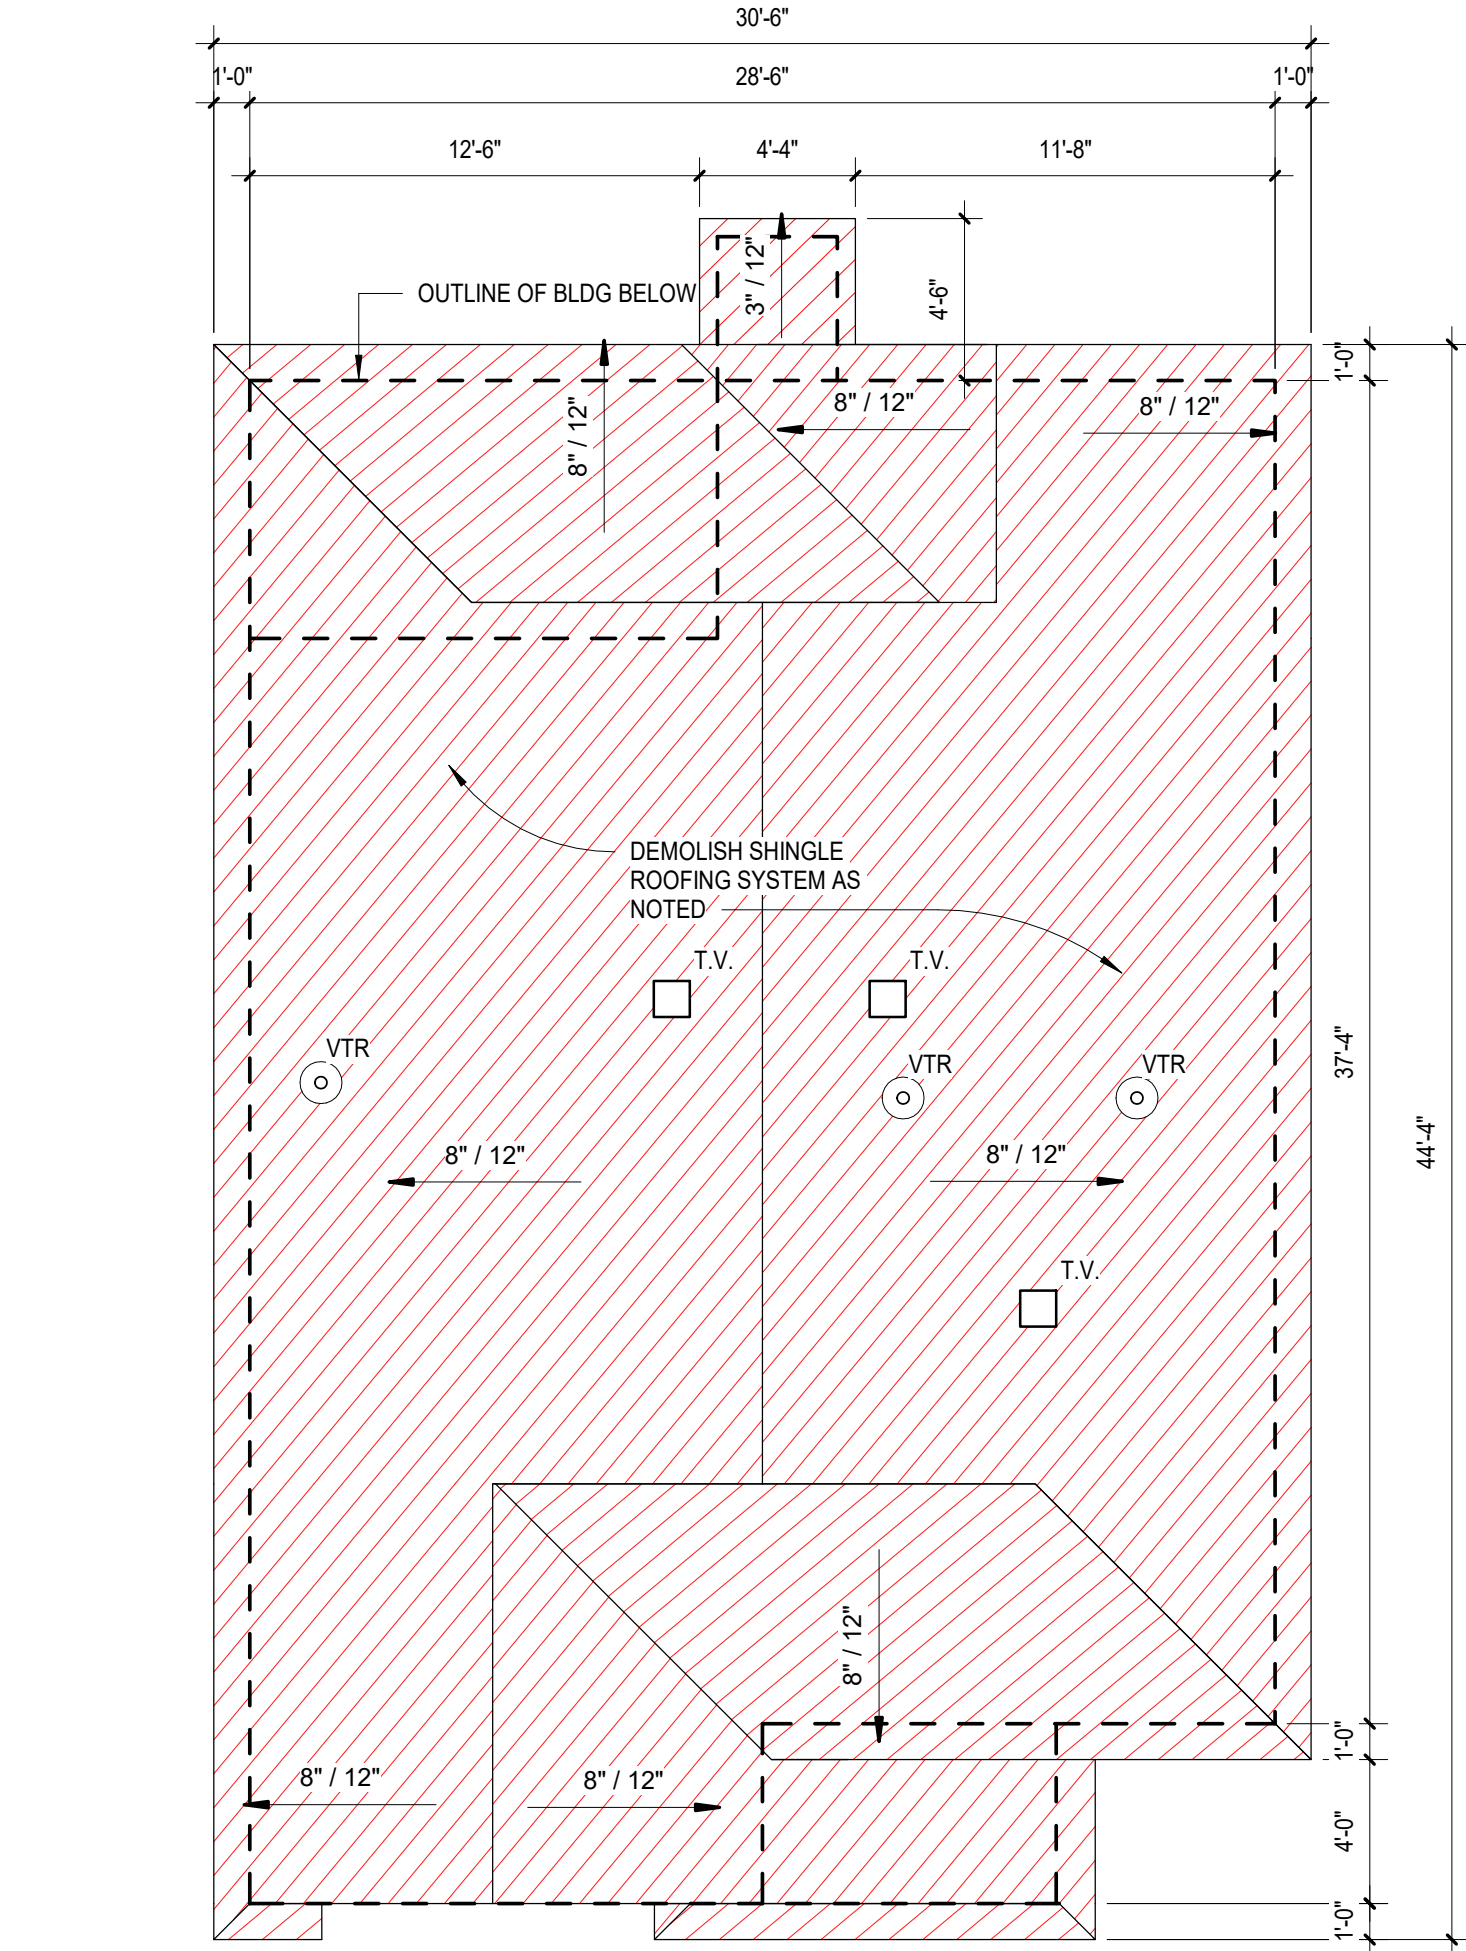 30'-6"
1'-0"
28'-6"
1'-0"
12'-6"
4'-4"
11'-8"
3" / 12"
4'-6"
OUTLINE OF BLDG BELOW
1'-0"
8" / 12"
8" / 12"
8" / 12"
DEMOLISH SHINGLE
ROOFING SYSTEM AS
NOTED
T.V.
T.V.
VTR
VTR
VTR
37'-4"
44'-4"
8" / 12"
8" / 12"
T.V.
8" / 12"
1'-0"
8" / 12"
8" / 12"
4'-0"
1'-0"